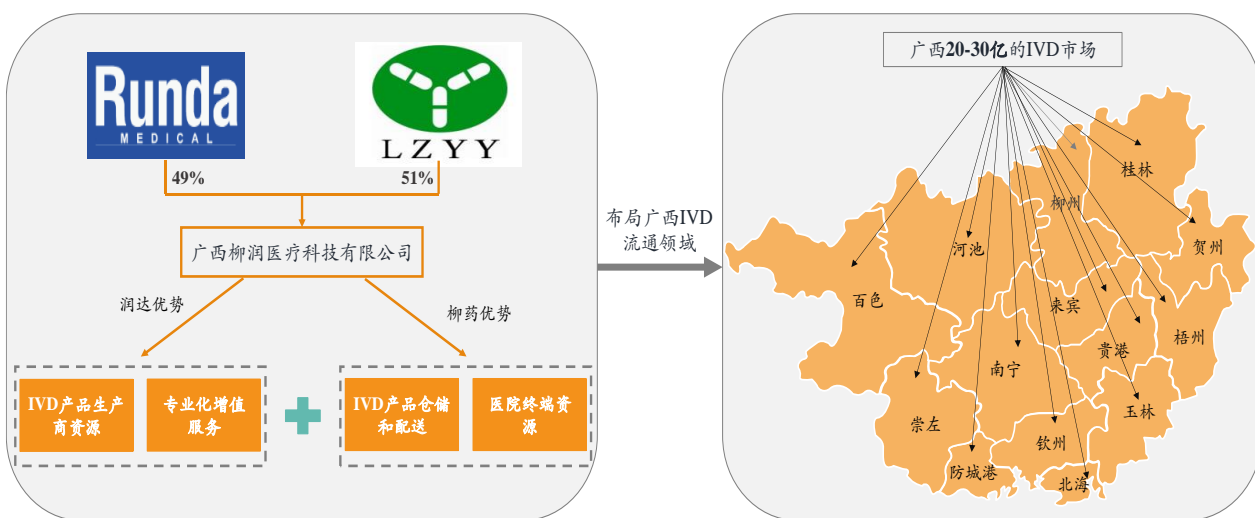 Runda
MEDICAL
LZYY
49%
51%
广西柳润医疗科技有限公司
润达优势
柳药优势
IVD产品生产
商资源
专业化增值
服务
IVD产品仓储
和配送
医院终端资
源
布局广西IVD
流通领域
广西20-30亿的IVD市场
桂林
柳州
贺州
河池
百色
来宾
梧州
贵港
南宁
玉林
崇左
钦州
防城港
北海